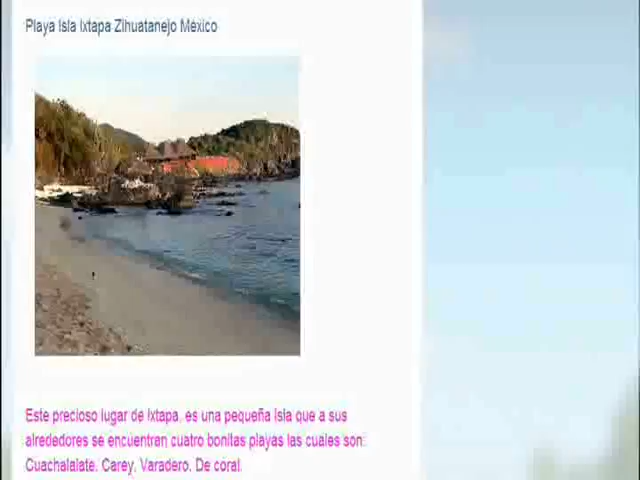 Playa Isla Ixtapa Zihuatanejo México
Este precioso lugar de Ixtapa, es una pequeña isla que a sus
alrededores se encuentran cuatro bonitas playas las cuales son:
Cuachalalate, Carey, Varadero, De coral.